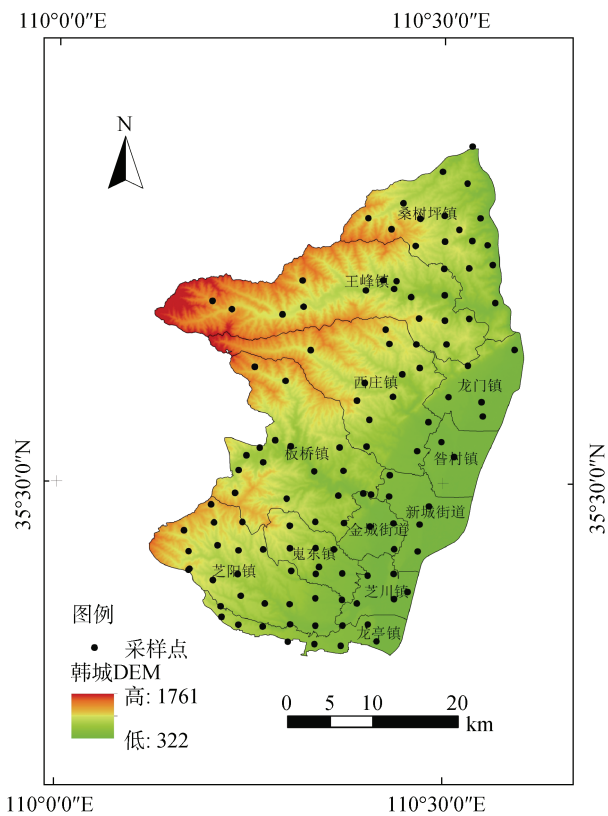 110°0′0″E 110°30′0″E
N
桑树坪镇
王峰镇
西庄镇
龙门镇
板桥镇
昝村镇
35°30′0″N
35°30′0″N
新城街道
金城街道
嵬东镇
芝阳镇
芝川镇
龙亭镇
图例
采样点
韩城DEM
高: 1761
低: 322
0 5 10 20
km
110°0′0″E 110°30′0″E